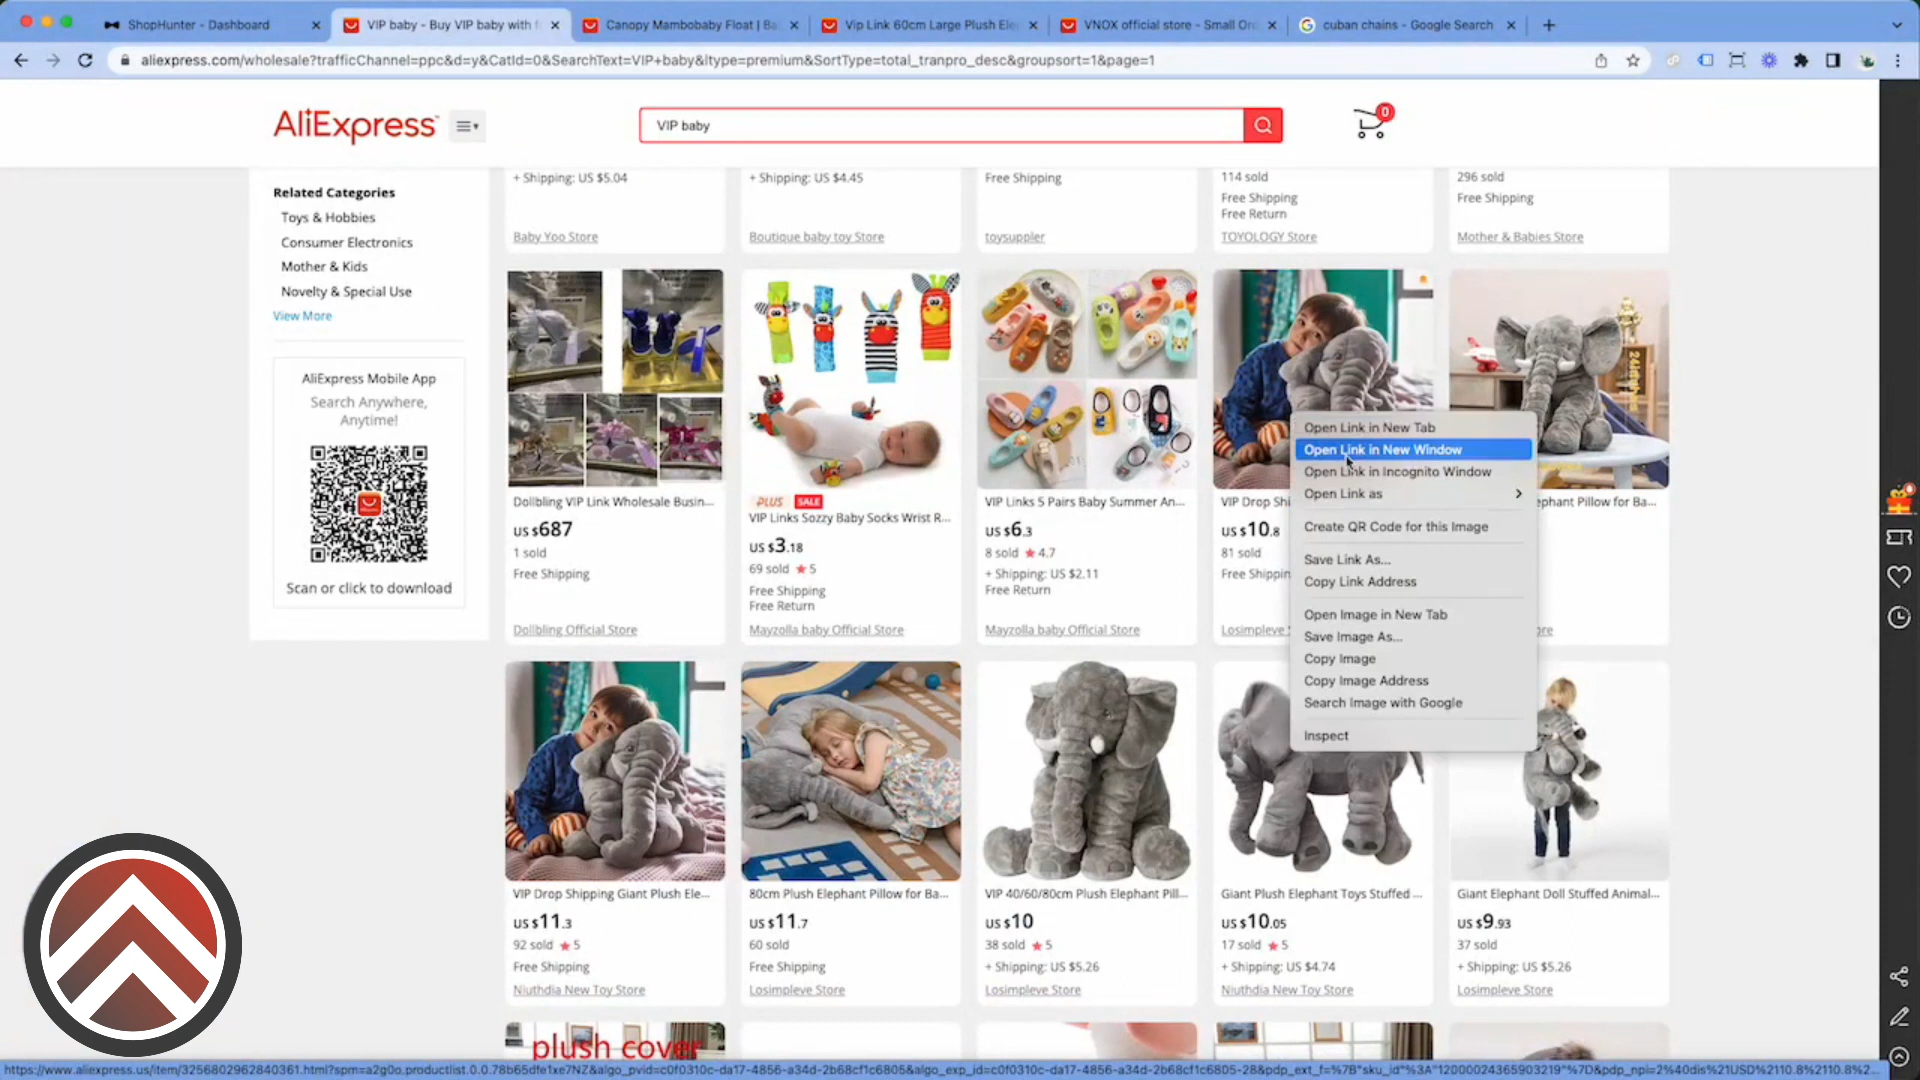 ShopHunter - Dashboard
VIP baby - Buy VIP baby with f
Canopy Mambobaby Float | Ba
Vip Link 60cm Large Plush Ele
VNOX official store - Small Or
cuban chains - Google Search
aliexpress.com/wholesale?trafficChannel=ppc&d=y&CatId=0&SearchText=VIP+baby&ltype=premium&SortType=total_tranpro_desc&groupsort=1&page=1
AliExpress
VIP baby
0
Related Categories
Toys & Hobbies
Consumer Electronics
Mother & Kids
Novelty & Special Use
View More
AliExpress Mobile App
Search Anywhere,
Anytime!
Scan or click to download
+ Shipping: US $5.04
Baby Yoo Store
+ Shipping: US $4.45
Boutique baby toy Store
Free Shipping
toysuppler
114 sold
Free Shipping
Free Return
TOYOLOGY Store
296 sold
Free Shipping
Mother & Babies Store
Dollbling VIP Link Wholesale Busin...
US $687
1 sold
Free Shipping
Dollbling Official Store
PLUS SALE
VIP Links Sozzy Baby Socks Wrist R...
US $3.18
69 sold ★ 5
Free Shipping
Free Return
Mayzolla baby Official Store
VIP Links 5 Pairs Baby Summer An...
US $6.3
8 sold ★ 4.7
+ Shipping: US $2.11
Free Return
Mayzolla baby Official Store
VIP Drop Shi
US $10.8
81 sold
Free Shippin
Losimpleve
Open Link in New Tab
Open Link in New Window
Open Link in Incognito Window
Open Link as
Create QR Code for this Image
Save Link As...
Copy Link Address
Open Image in New Tab
Save Image As...
Copy Image
Copy Image Address
Search Image with Google
Inspect
ephant Pillow for Ba...
VIP Drop Shipping Giant Plush Ele...
US $11.3
92 sold ★ 5
Free Shipping
Niuthdia New Toy Store
80cm Plush Elephant Pillow for Ba...
US $11.7
60 sold
Free Shipping
Losimpleve Store
VIP 40/60/80cm Plush Elephant Pill...
US $10
38 sold ★ 5
+ Shipping: US $5.26
Losimpleve Store
Giant Plush Elephant Toys Stuffed ...
US $10.05
17 sold ★ 5
+ Shipping: US $4.74
Niuthdia New Toy Store
Giant Elephant Doll Stuffed Animal...
US $9.93
37 sold
+ Shipping: US $5.26
Losimpleve Store
plush cover